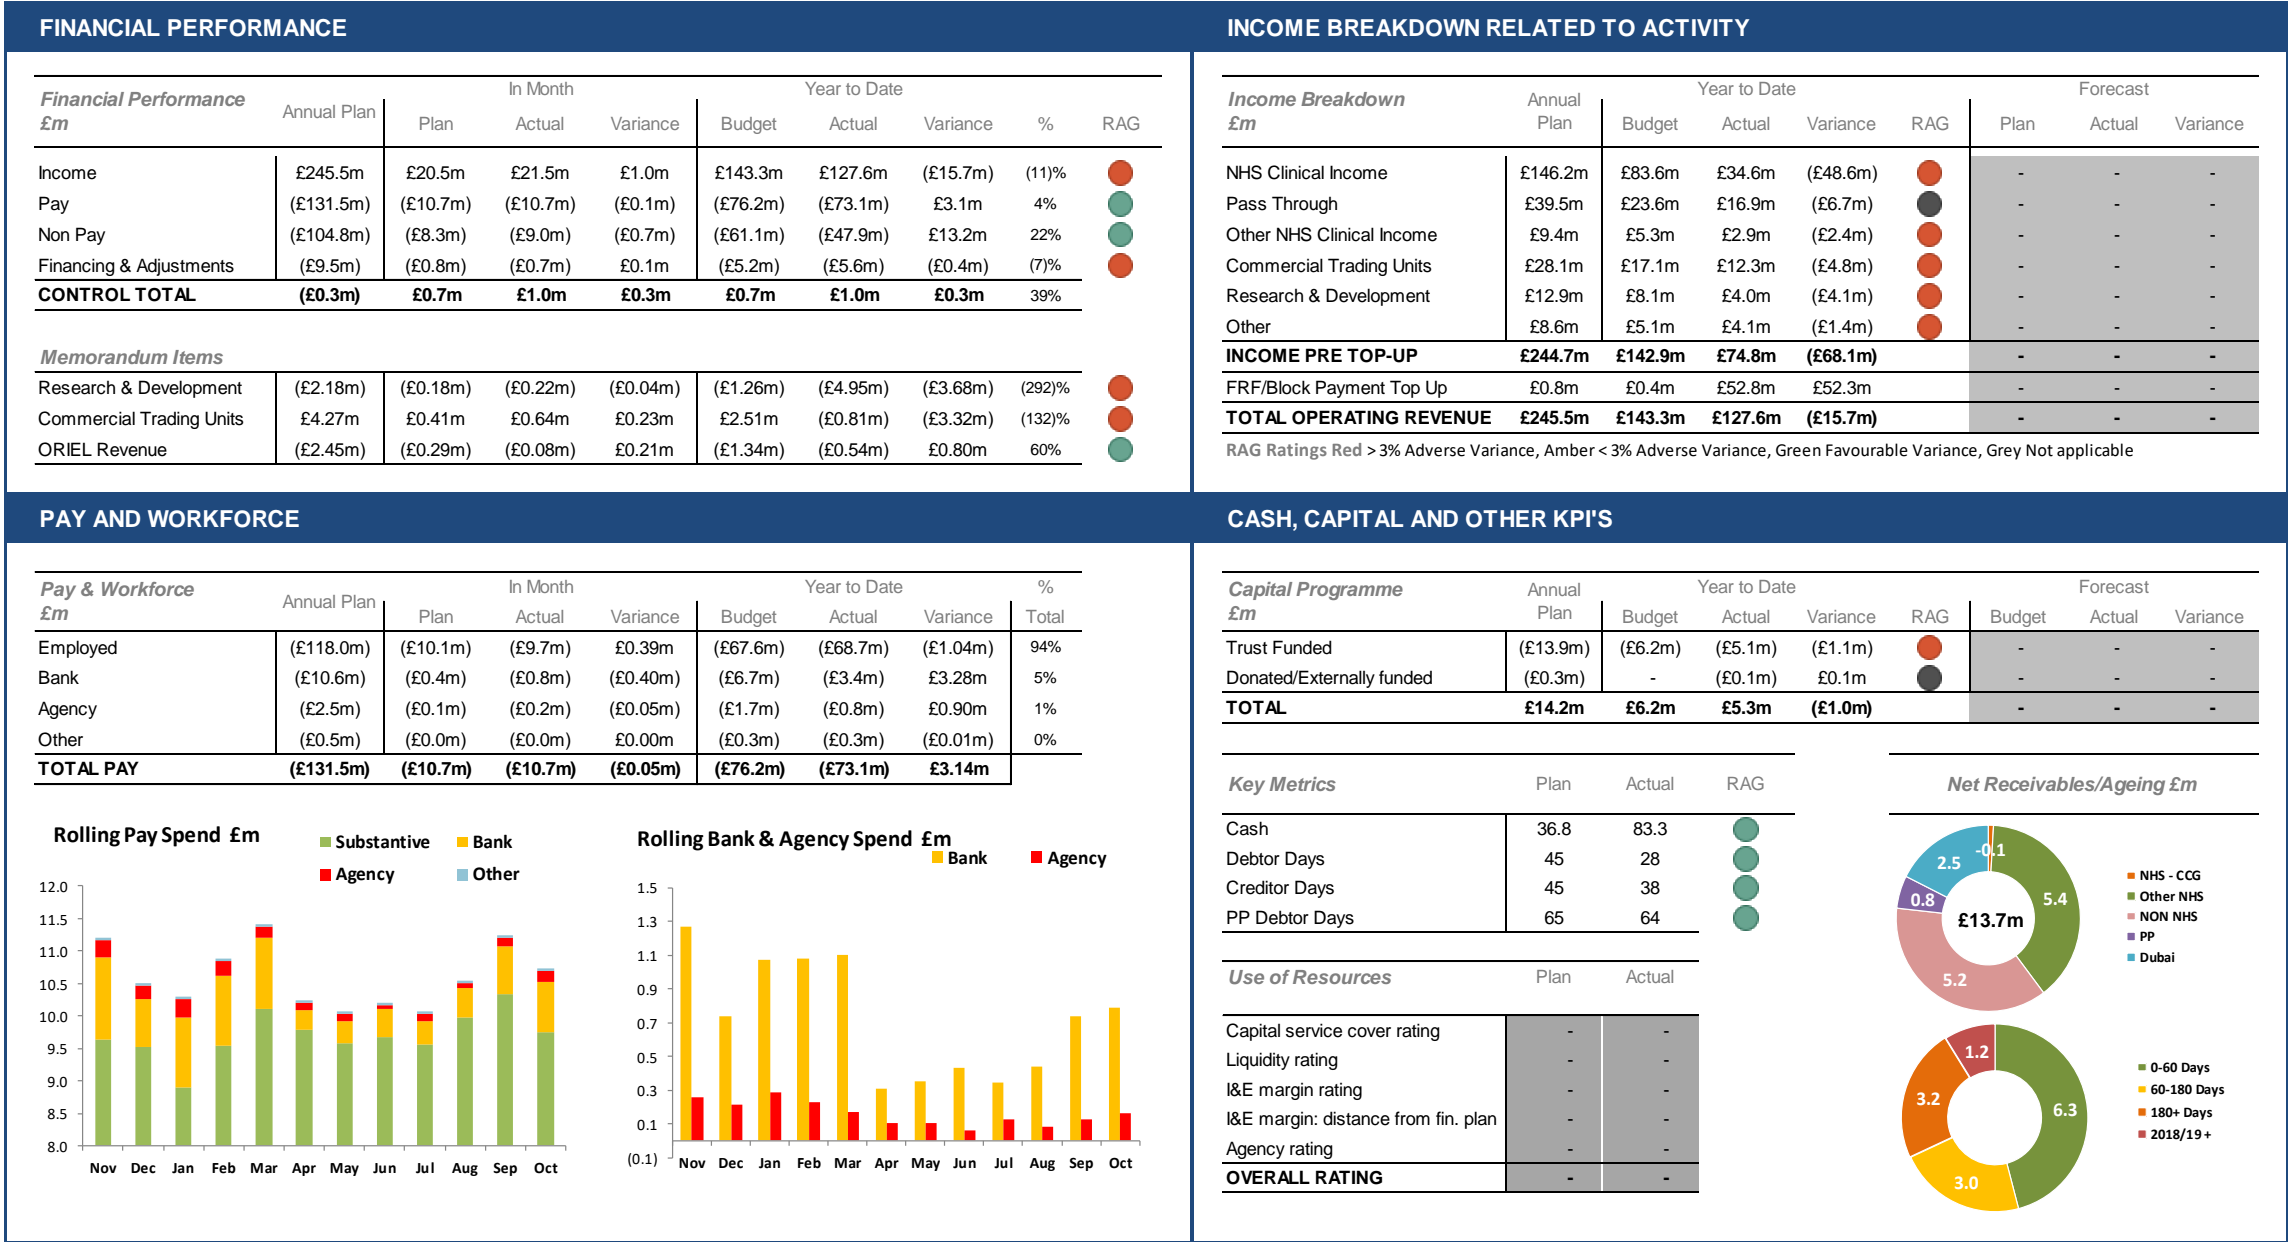 FINANCIAL PERFORMANCE
Financial Performance £m Annual Plan In Month Year to Date
Plan Actual Variance Budget Actual Variance % RAG
Income £245.5m £20.5m £21.5m £1.0m £143.3m £127.6m (£15.7m) (11)%
Pay (£131.5m) (£10.7m) (£10.7m) (£0.1m) (£76.2m) (£73.1m) £3.1m 4%
Non Pay (£104.8m) (£8.3m) (£9.0m) (£0.7m) (£61.1m) (£47.9m) £13.2m 22%
Financing & Adjustments (£9.5m) (£0.8m) (£0.7m) £0.1m (£5.2m) (£5.6m) (£0.4m) (7)%
CONTROL TOTAL (£0.3m) £0.7m £1.0m £0.3m £0.7m £1.0m £0.3m 39%
Memorandum Items
Research & Development (£2.18m) (£0.18m) (£0.22m) (£0.04m) (£1.26m) (£4.95m) (£3.68m) (292)%
Commercial Trading Units £4.27m £0.41m £0.64m £0.23m £2.51m (£0.81m) (£3.32m) (132)%
ORIEL Revenue (£2.45m) (£0.29m) (£0.08m) £0.21m (£1.34m) (£0.54m) £0.80m 60%
INCOME BREAKDOWN RELATED TO ACTIVITY
Income Breakdown £m Annual Plan Year to Date Forecast
Budget Actual Variance RAG Plan Actual Variance
NHS Clinical Income £146.2m £83.6m £34.6m (£48.6m) - - -
Pass Through £39.5m £23.6m £16.9m (£6.7m) - - -
Other NHS Clinical Income £9.4m £5.3m £2.9m (£2.4m) - - -
Commercial Trading Units £28.1m £17.1m £12.3m (£4.8m) - - -
Research & Development £12.9m £8.1m £4.0m (£4.1m) - - -
Other £8.6m £5.1m £4.1m (£1.4m) - - -
INCOME PRE TOP-UP £244.7m £142.9m £74.8m (£68.1m) - - -
FRF/Block Payment Top Up £0.8m £0.4m £52.8m £52.3m - - -
TOTAL OPERATING REVENUE £245.5m £143.3m £127.6m (£15.7m) - - -
RAG Ratings Red > 3% Adverse Variance, Amber < 3% Adverse Variance, Green Favourable Variance, Grey Not applicable
PAY AND WORKFORCE
Pay & Workforce £m Annual Plan In Month Year to Date %
Plan Actual Variance Budget Actual Variance Total
Employed (£118.0m) (£10.1m) (£9.7m) £0.39m (£67.6m) (£68.7m) (£1.04m) 94%
Bank (£10.6m) (£0.4m) (£0.8m) (£0.40m) (£6.7m) (£3.4m) £3.28m 5%
Agency (£2.5m) (£0.1m) (£0.2m) (£0.05m) (£1.7m) (£0.8m) £0.90m 1%
Other (£0.5m) (£0.0m) (£0.0m) £0.00m (£0.3m) (£0.3m) (£0.01m) 0%
TOTAL PAY (£131.5m) (£10.7m) (£10.7m) (£0.05m) (£76.2m) (£73.1m) £3.14m
Rolling Pay Spend £m
Substantive Bank
Agency Other
12.0
11.5
11.0
10.5
10.0
9.5
9.0
8.5
8.0
Nov Dec Jan Feb Mar Apr May Jun Jul Aug Sep Oct
Rolling Bank & Agency Spend £m
Bank Agency
1.5
1.3
1.1
0.9
0.7
0.5
0.3
0.1
(0.1)
Nov Dec Jan Feb Mar Apr May Jun Jul Aug Sep Oct
CASH, CAPITAL AND OTHER KPI'S
Capital Programme £m Annual Plan Year to Date Forecast
Budget Actual Variance RAG Budget Actual Variance
Trust Funded (£13.9m) (£6.2m) (£5.1m) (£1.1m) - - -
Donated/Externally funded (£0.3m) - (£0.1m) £0.1m - - -
TOTAL £14.2m £6.2m £5.3m (£1.0m) - - -
Key Metrics Plan Actual RAG
Cash 36.8 83.3
Debtor Days 45 28
Creditor Days 45 38
PP Debtor Days 65 64
Use of Resources Plan Actual
Capital service cover rating - -
Liquidity rating - -
I&E margin rating - -
I&E margin: distance from fin. plan - -
Agency rating - -
OVERALL RATING - -
Net Receivables/Ageing £m
-0.1
5.4
5.2
0.8
2.5
£13.7m
NHS - CCG
Other NHS
NON NHS
PP
Dubai
6.3
3.0
3.2
1.2
0-60 Days
60-180 Days
180+ Days
2018/19 +